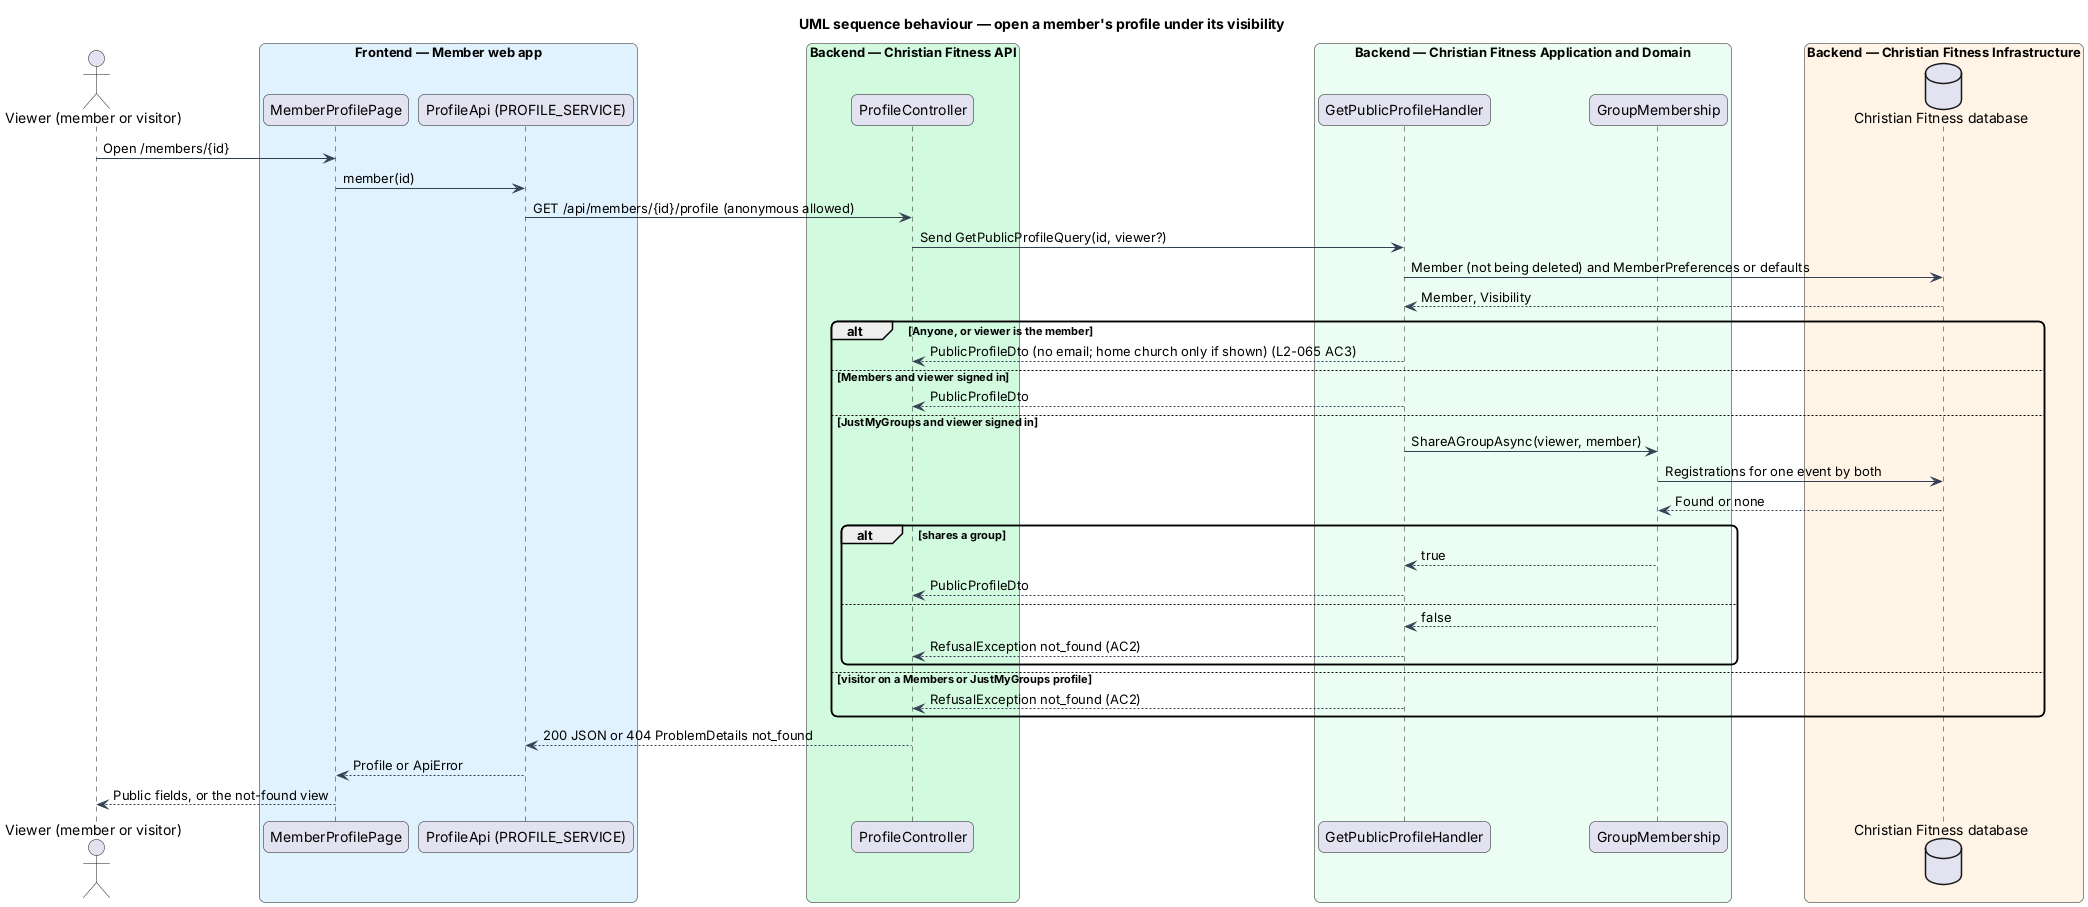 UML sequence behaviour — open a member's profile under its visibility
Frontend — Member web app
Backend — Christian Fitness API
Backend — Christian Fitness Application and Domain
Backend — Christian Fitness Infrastructure
Viewer (member or visitor)
MemberProfilePage
ProfileApi (PROFILE_SERVICE)
ProfileController
GetPublicProfileHandler
GroupMembership
Christian Fitness database
Open /members/{id}
member(id)
GET /api/members/{id}/profile (anonymous allowed)
Send GetPublicProfileQuery(id, viewer?)
Member (not being deleted) and MemberPreferences or defaults
Member, Visibility
alt
[Anyone, or viewer is the member]
PublicProfileDto (no email; home church only if shown) (L2-065 AC3)
[Members and viewer signed in]
PublicProfileDto
[JustMyGroups and viewer signed in]
ShareAGroupAsync(viewer, member)
Registrations for one event by both
Found or none
alt
[shares a group]
true
PublicProfileDto
false
RefusalException not_found (AC2)
[visitor on a Members or JustMyGroups profile]
RefusalException not_found (AC2)
200 JSON or 404 ProblemDetails not_found
Profile or ApiError
Public fields, or the not-found view
Viewer (member or visitor)
MemberProfilePage
ProfileApi (PROFILE_SERVICE)
ProfileController
GetPublicProfileHandler
GroupMembership
Christian Fitness database